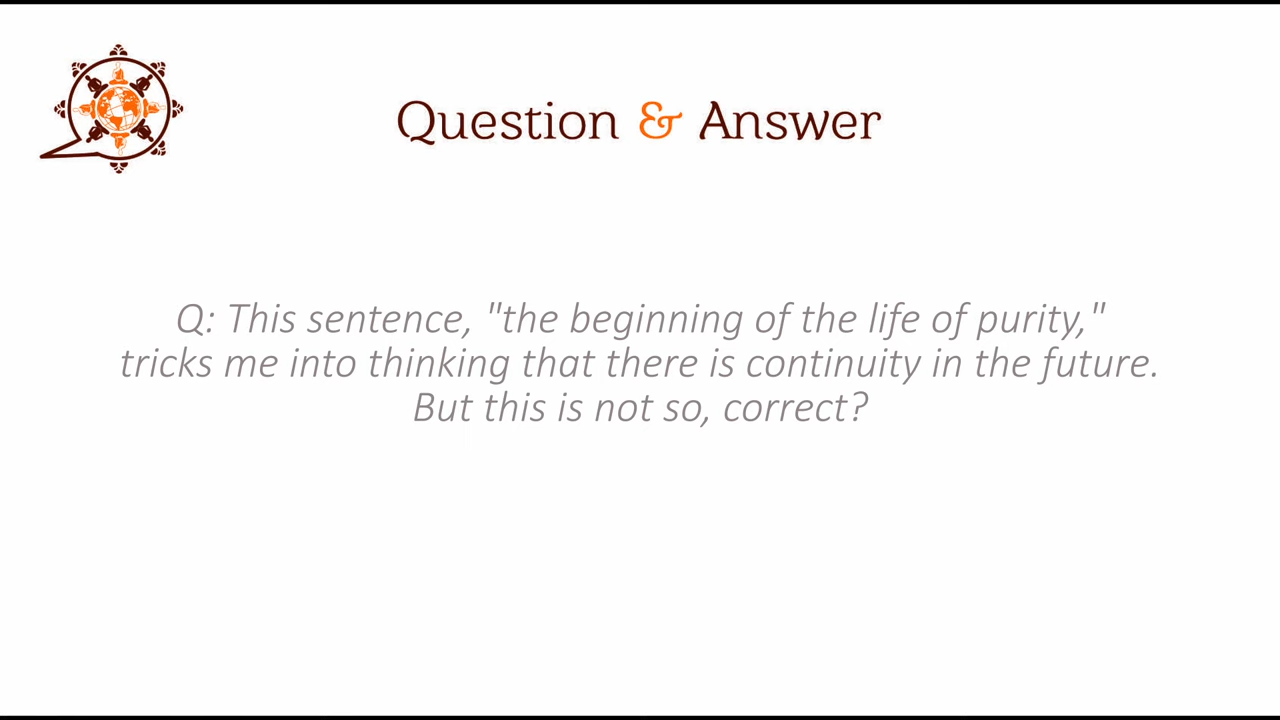 Question & Answer
Q: This sentence, "the beginning of the life of purity,"
tricks me into thinking that there is continuity in the future.
But this is not so, correct?